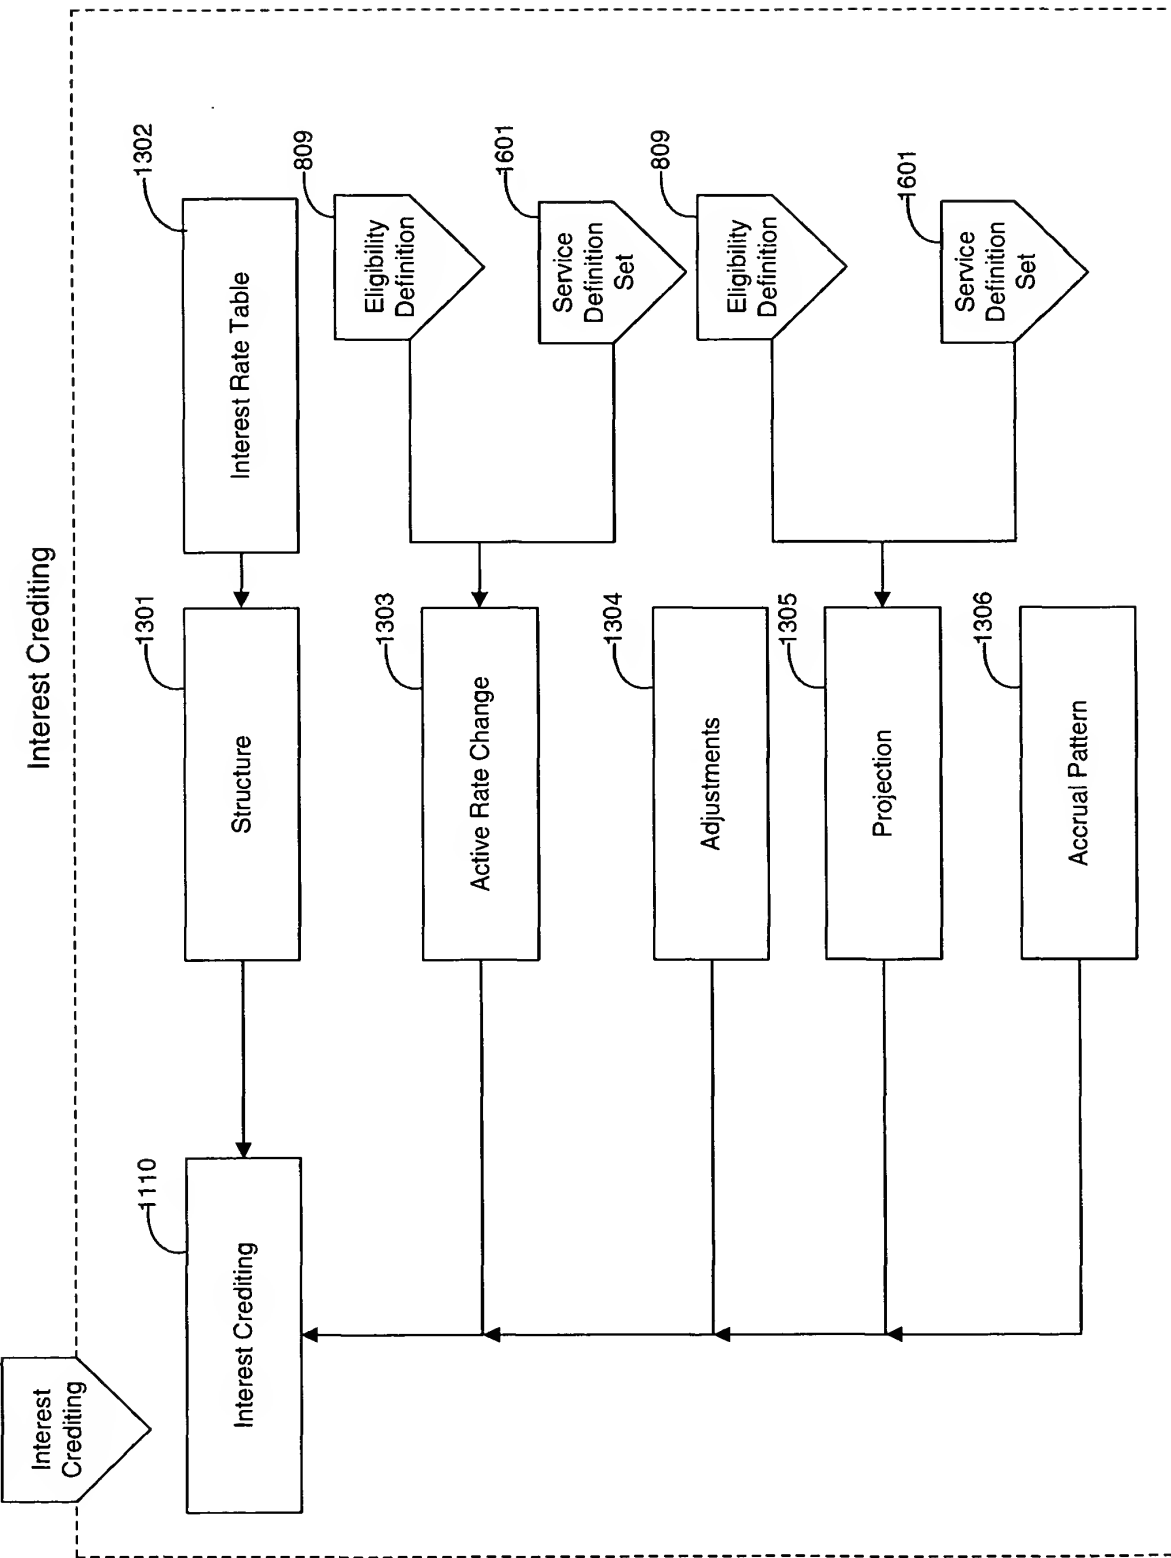 Interest Crediting
Interest
Crediting
1110
Interest Crediting
1301
Structure
1302
Interest Rate Table
1303
Active Rate Change
809
Eligibility
Definition
1601
Service
Definition
Set
1304
Adjustments
1305
Projection
809
Eligibility
Definition
1601
Service
Definition
Set
1306
Accrual Pattern